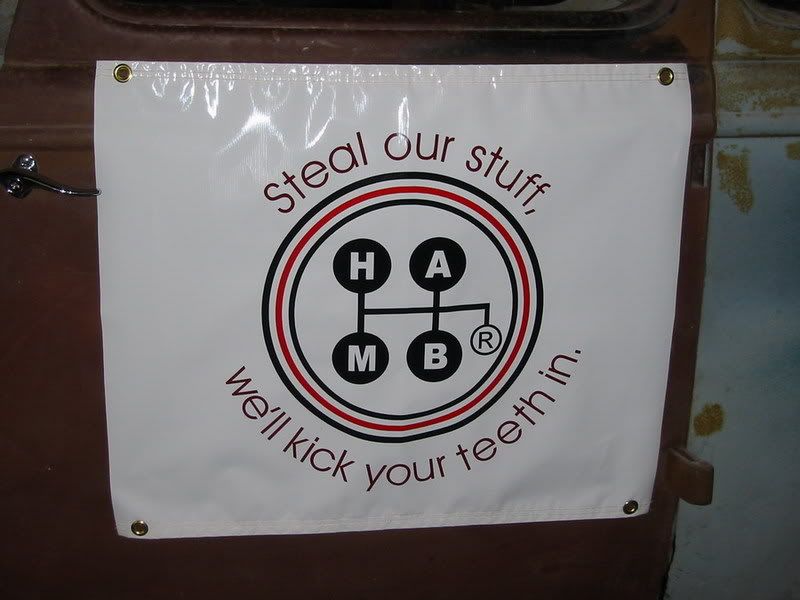 Steal our stuff,
H A
M B ®
we'll kick your teeth in.